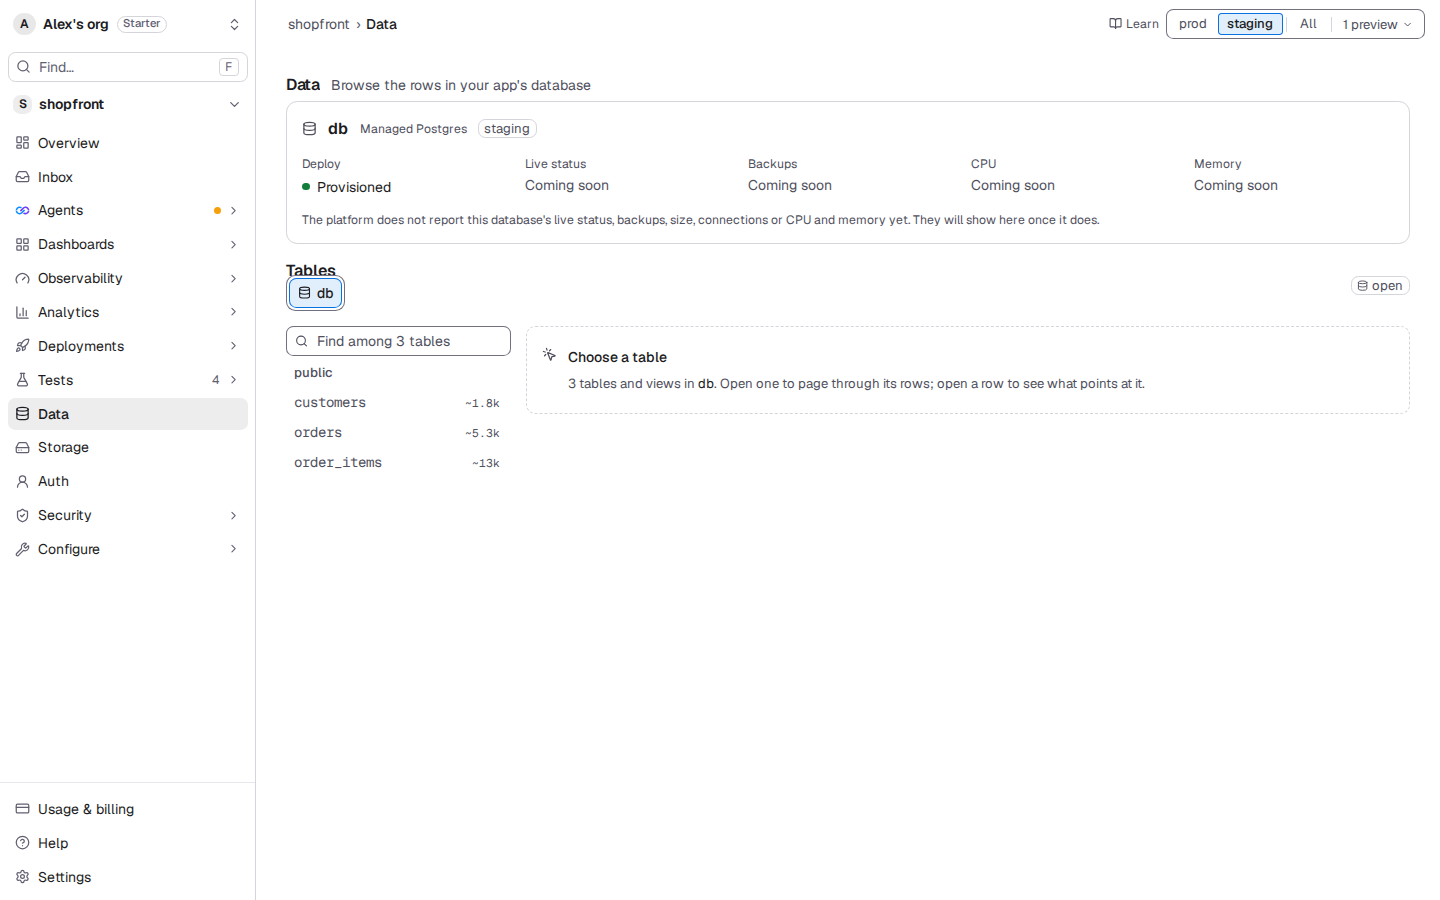 A Alex's org Starter
Find... F
S shopfront
Overview
Inbox
Agents
Dashboards
Observability
Analytics
Deployments
Tests 4
Data
Storage
Auth
Security
Configure
Usage & billing
Help
Settings
shopfront › Data
Learn prod staging All 1 preview
Data Browse the rows in your app's database
db Managed Postgres staging
Deploy Live status Backups CPU Memory
Provisioned Coming soon Coming soon Coming soon Coming soon
The platform does not report this database's live status, backups, size, connections or CPU and memory yet. They will show here once it does.
Tables
db open
Find among 3 tables
public
customers ~1.8k
orders ~5.3k
order_items ~13k
Choose a table
3 tables and views in db. Open one to page through its rows; open a row to see what points at it.